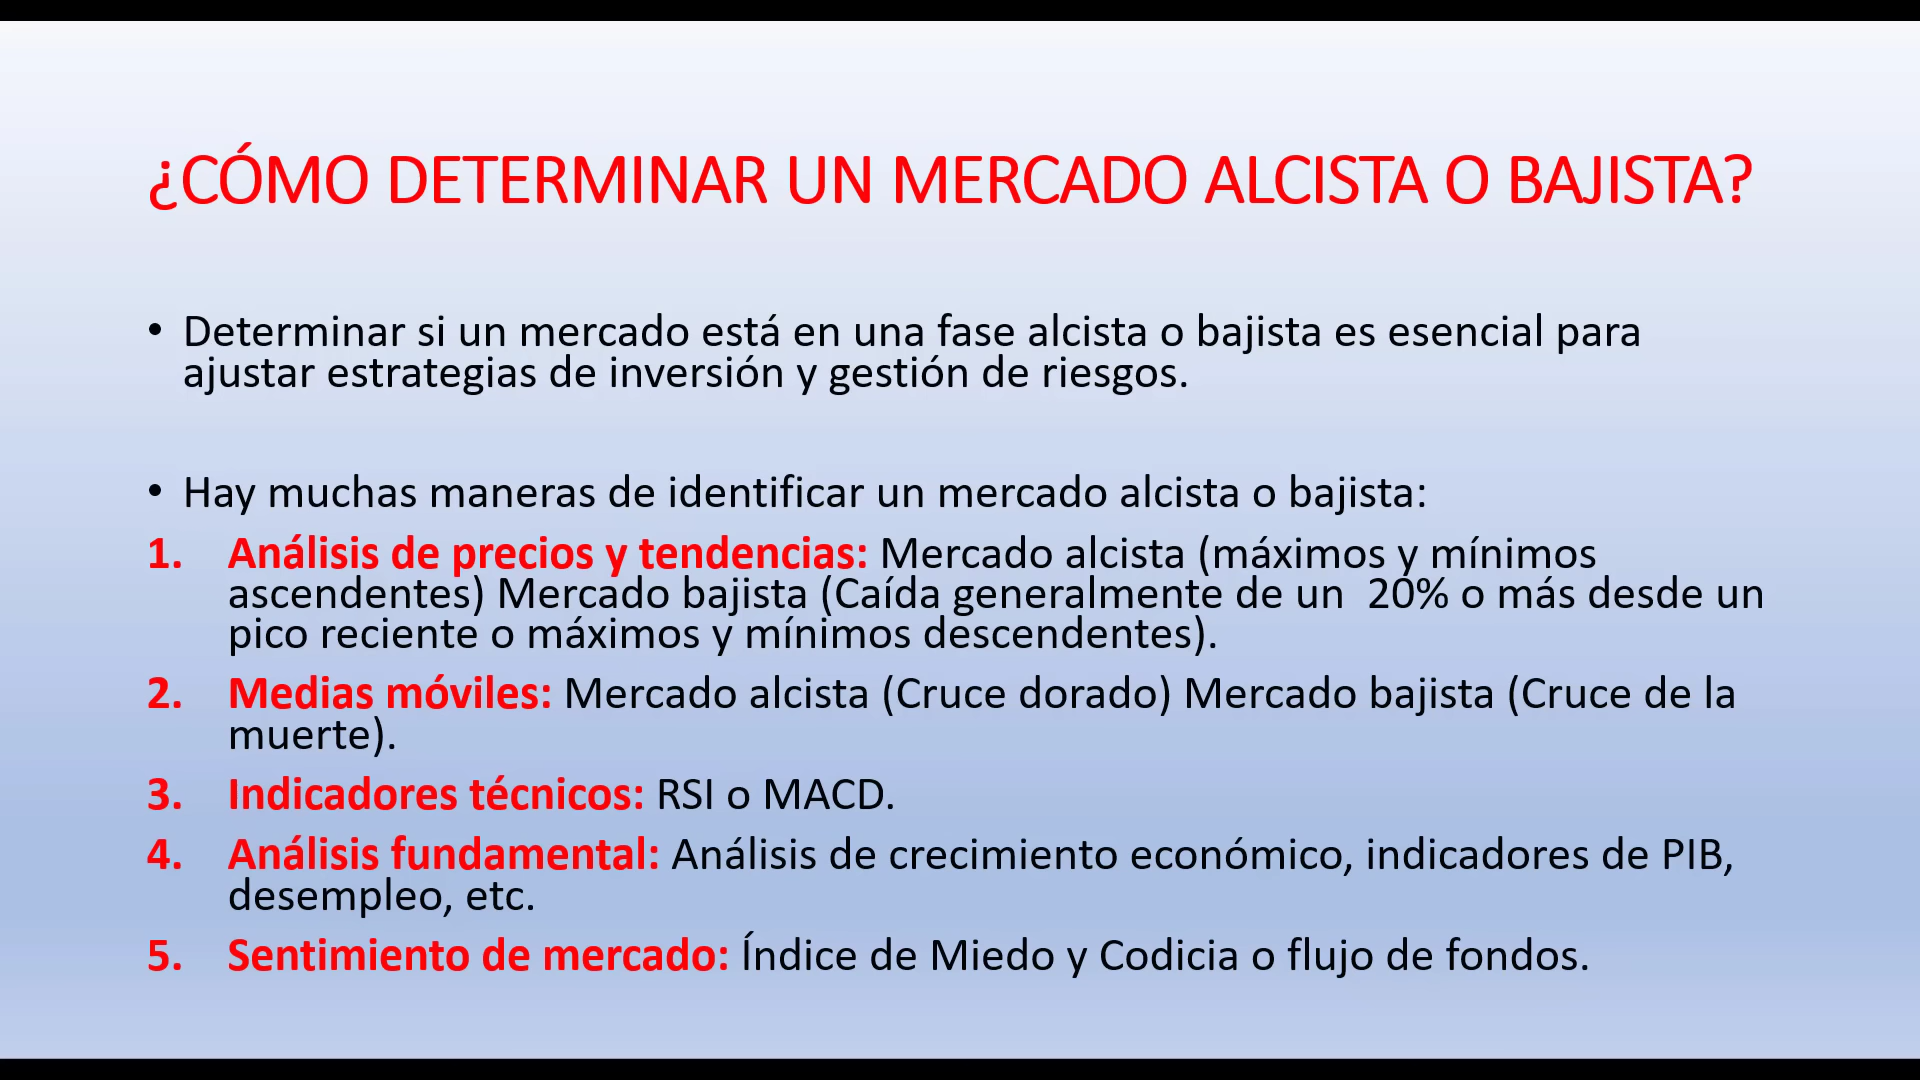 ¿CÓMO DETERMINAR UN MERCADO ALCISTA O BAJISTA?
• Determinar si un mercado está en una fase alcista o bajista es esencial para
ajustar estrategias de inversión y gestión de riesgos.
• Hay muchas maneras de identificar un mercado alcista o bajista:
1. Análisis de precios y tendencias: Mercado alcista (máximos y mínimos
ascendentes) Mercado bajista (Caída generalmente de un 20% o más desde un
pico reciente o máximos y mínimos descendentes).
2. Medias móviles: Mercado alcista (Cruce dorado) Mercado bajista (Cruce de la
muerte).
3. Indicadores técnicos: RSI o MACD.
4. Análisis fundamental: Análisis de crecimiento económico, indicadores de PIB,
desempleo, etc.
5. Sentimiento de mercado: Índice de Miedo y Codicia o flujo de fondos.